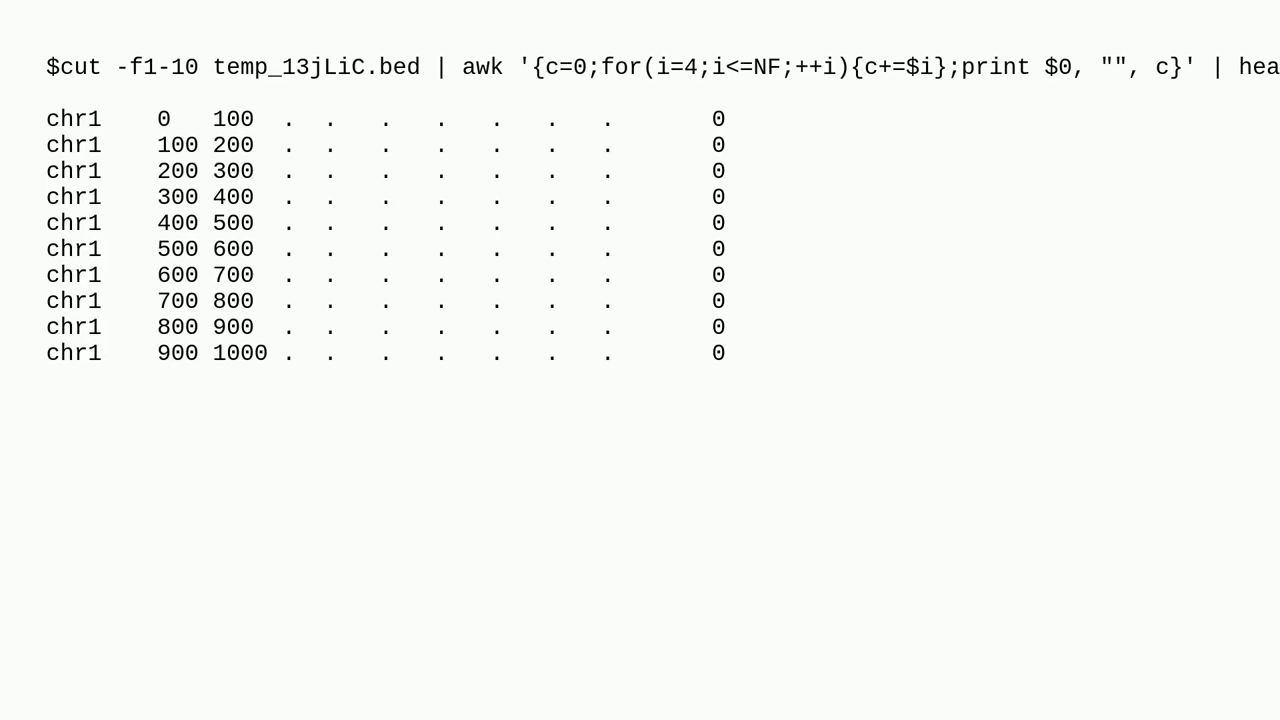 $cut -f1-10 temp_13jLiC.bed | awk '{c=0;for(i=4;i<=NF;++i){c+=$i};print $0, "", c}' | hea
chr1    0   100  .  .   .   .   .   .   .       0
chr1    100 200  .  .   .   .   .   .   .       0
chr1    200 300  .  .   .   .   .   .   .       0
chr1    300 400  .  .   .   .   .   .   .       0
chr1    400 500  .  .   .   .   .   .   .       0
chr1    500 600  .  .   .   .   .   .   .       0
chr1    600 700  .  .   .   .   .   .   .       0
chr1    700 800  .  .   .   .   .   .   .       0
chr1    800 900  .  .   .   .   .   .   .       0
chr1    900 1000 .  .   .   .   .   .   .       0